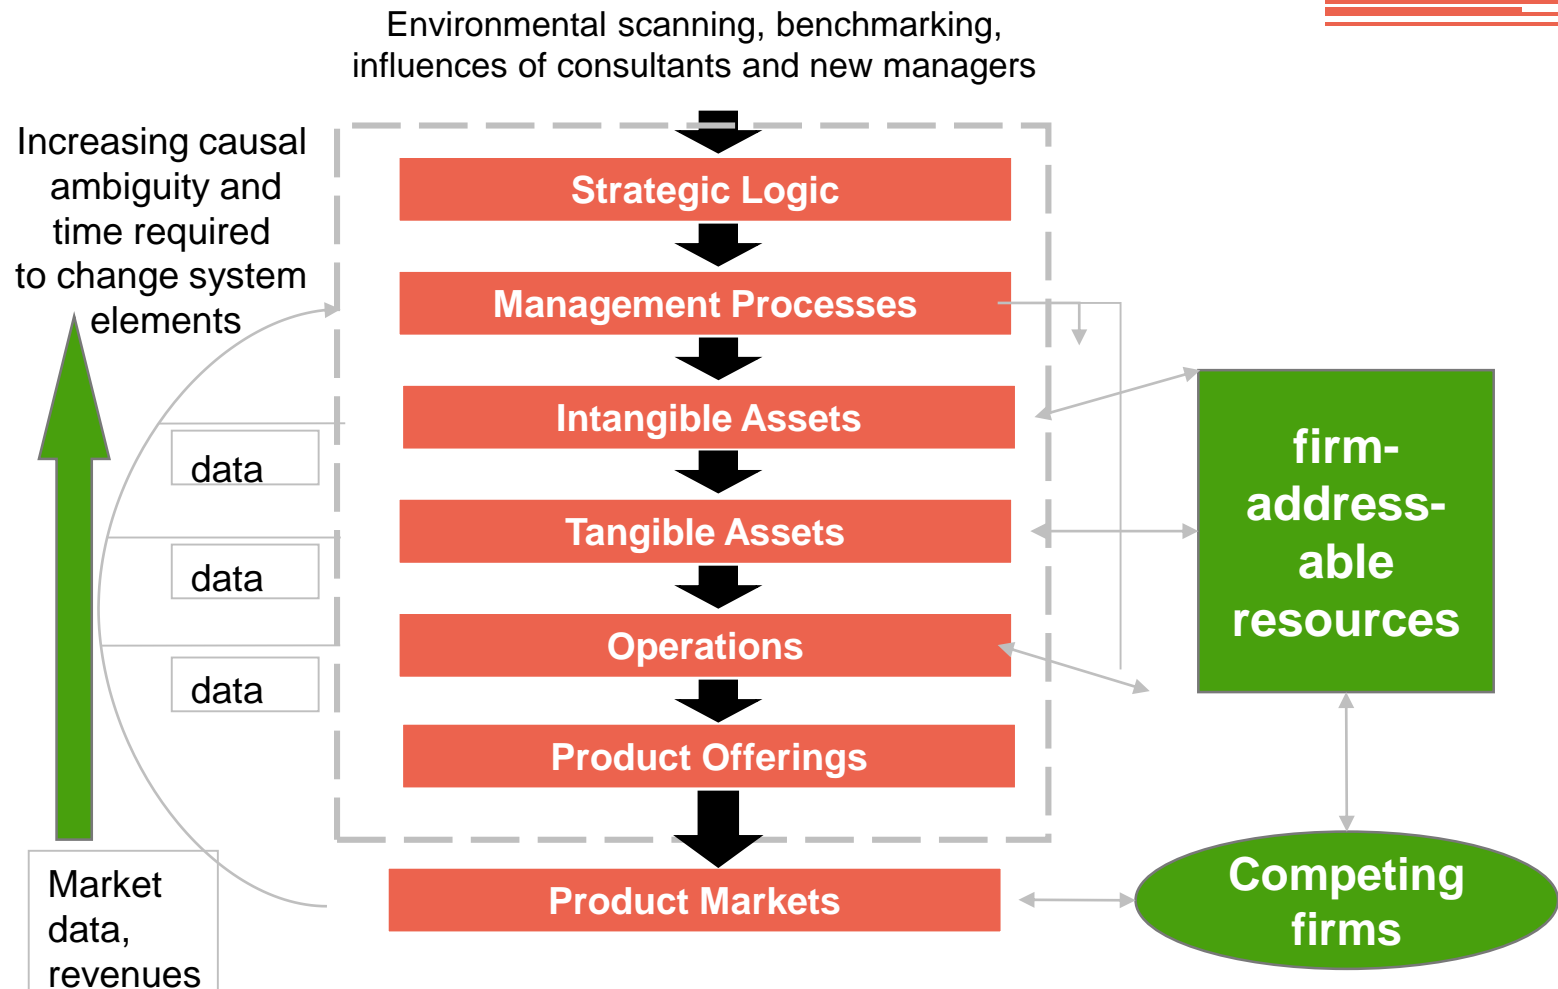 Environmental scanning, benchmarking,
influences of consultants and new managers
Increasing causal
ambiguity and
time required
to change system
elements
Strategic Logic
Management Processes
Intangible Assets
data
Tangible Assets
data
Operations
data
Product Offerings
Product Markets
Market
data,
revenues
firm-
address-
able
resources
Competing
firms